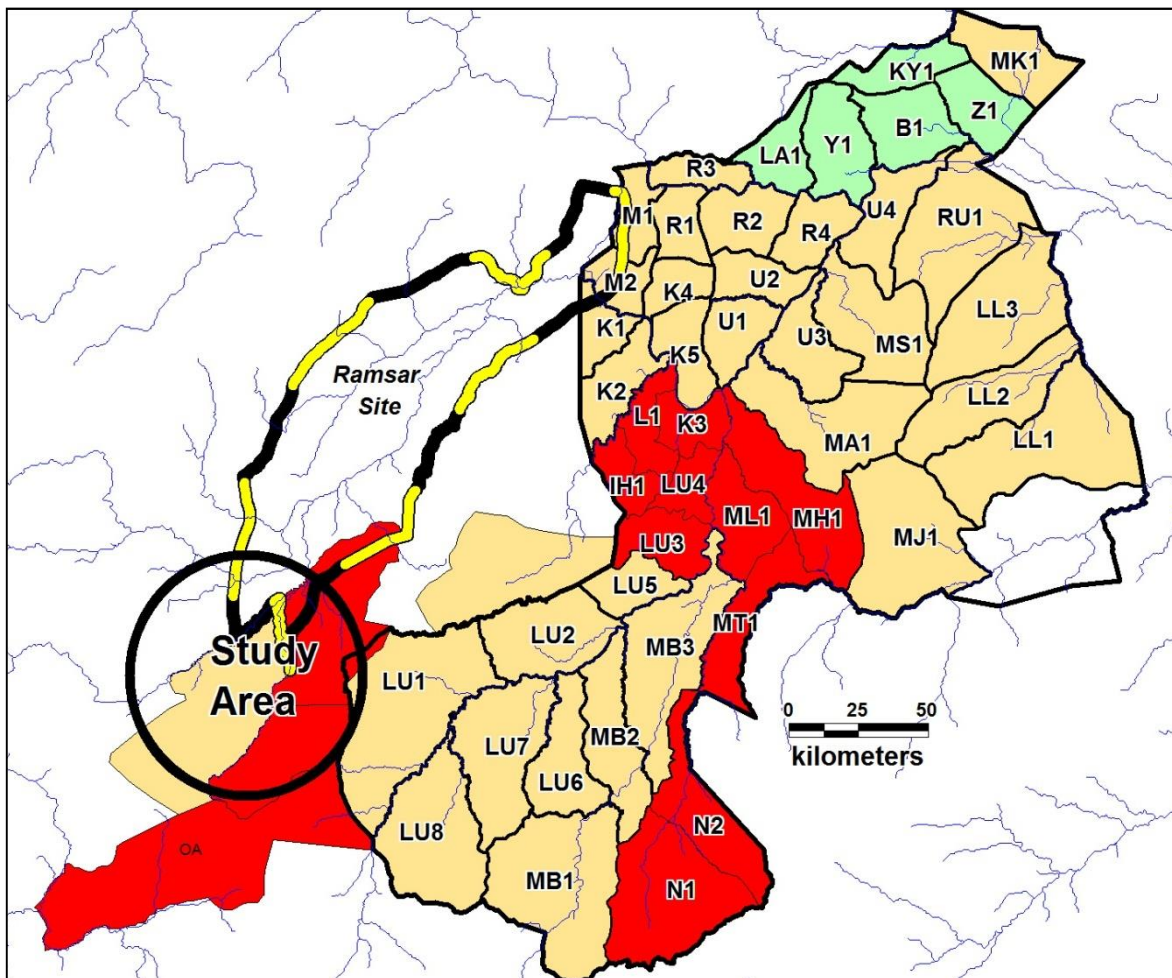 MK1
KY1
Z1
B1
Y1
LA1
R3
M1
R1
R2
R4
U4
RU1
M2
K4
U2
LL3
K1
U1
U3
MS1
K5
Ramsar
Site
K2
LL2
L1
K3
MA1
LL1
IH1
LU4
ML1
MH1
MJ1
LU3
LU5
LU2
MB3
MT1
Study
Area
LU1
0 25 50
kilometers
LU7
MB2
LU6
LU8
N2
OA
MB1
N1